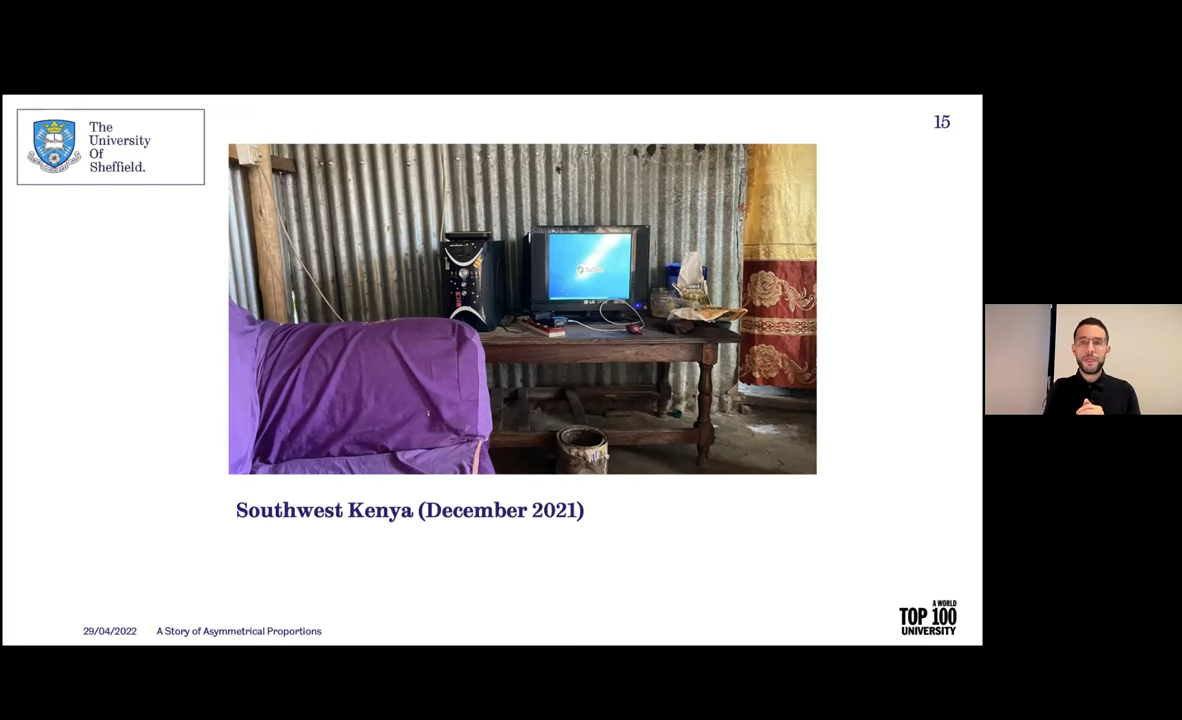 The
University
Of
Sheffield.
15
LG
Southwest Kenya (December 2021)
29/04/2022 A Story of Asymmetrical Proportions
A WORLD
TOP 100
UNIVERSITY